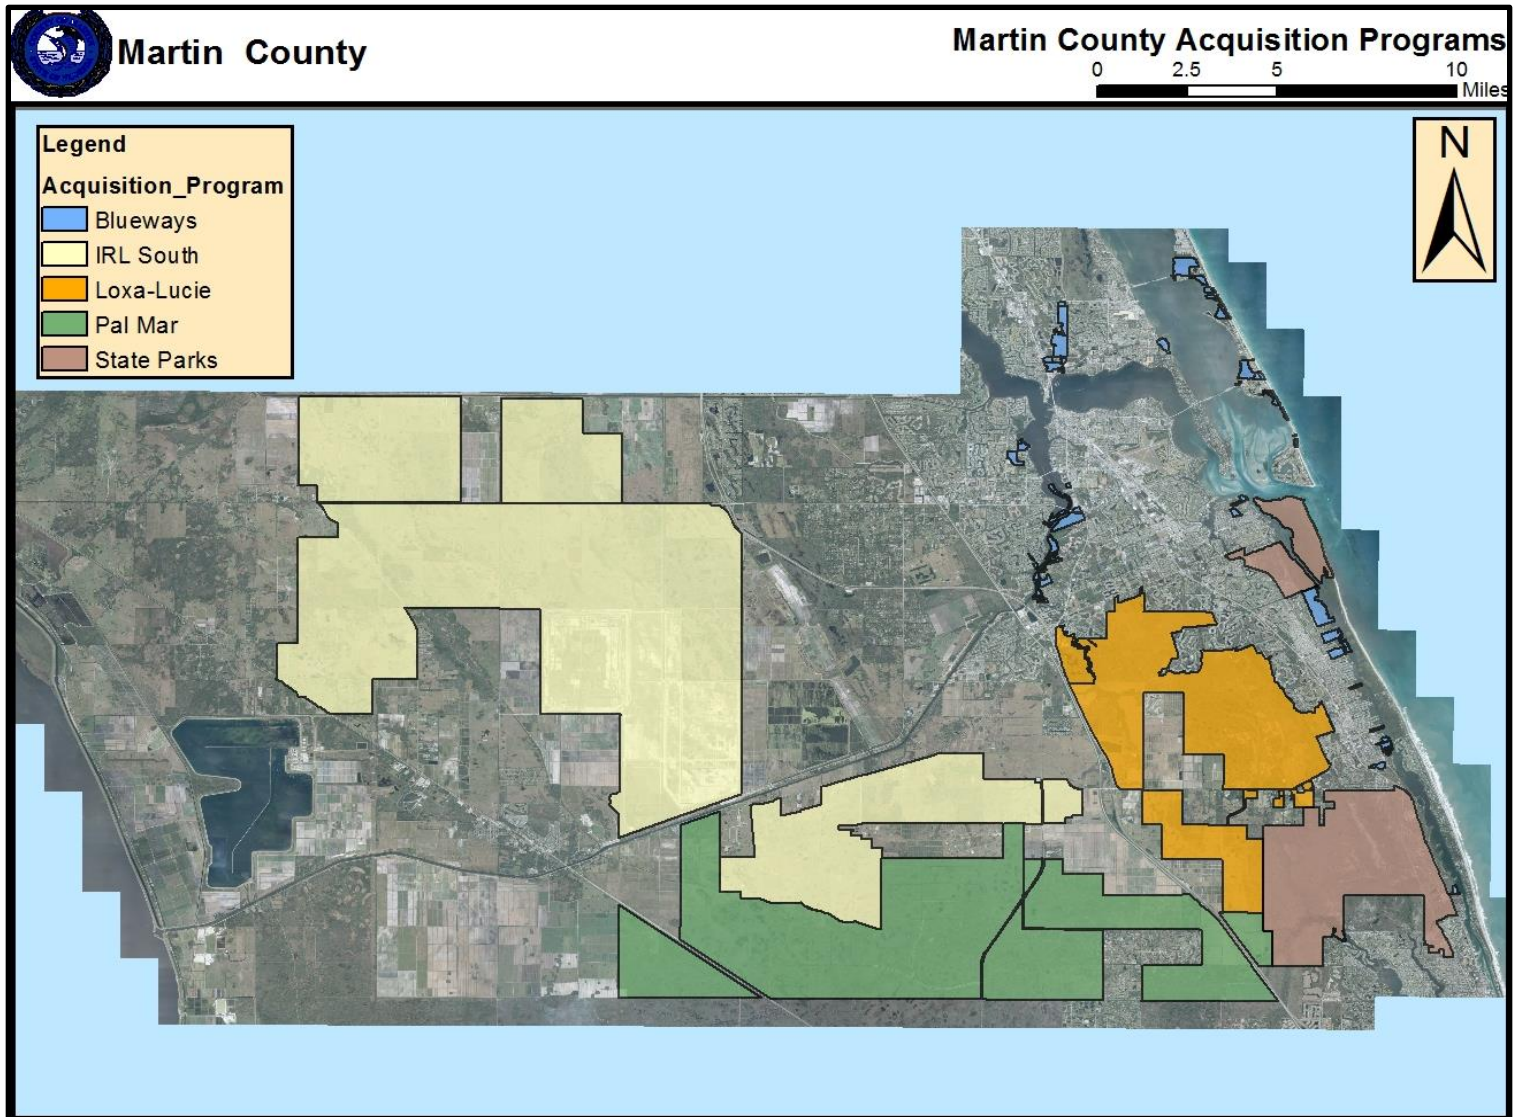 Martin County
Martin County Acquisition Programs
0 2.5 5 10
Miles
Legend
Acquisition_Program
Blueways
IRL South
Loxa-Lucie
Pal Mar
State Parks
N